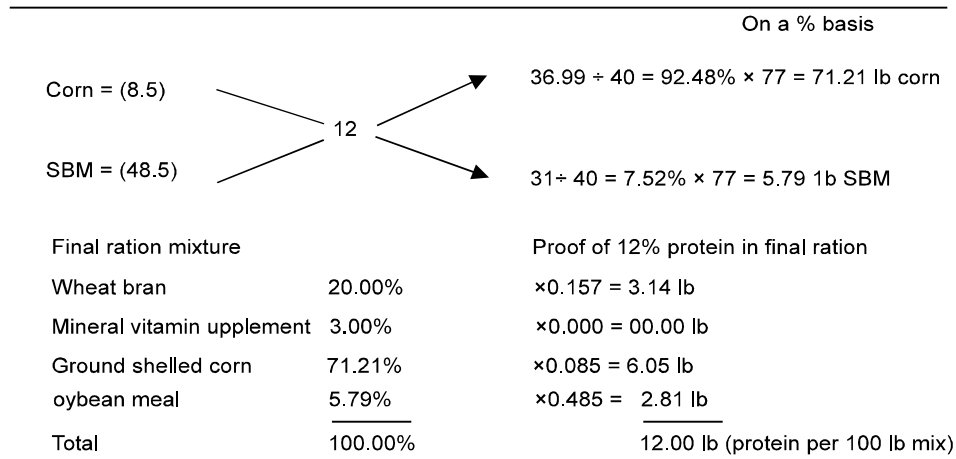 On a % basis
Corn = (8.5)
36.99 ÷ 40 = 92.48% × 77 = 71.21 lb corn
12
SBM = (48.5)
31÷ 40 = 7.52% × 77 = 5.79 1b SBM
Final ration mixture Proof of 12% protein in final ration
Wheat bran 20.00% ×0.157 = 3.14 lb
Mineral vitamin upplement 3.00% ×0.000 = 00.00 lb
Ground shelled corn 71.21% ×0.085 = 6.05 lb
oybean meal 5.79% ×0.485 = 2.81 lb
Total 100.00% 12.00 lb (protein per 100 lb mix)